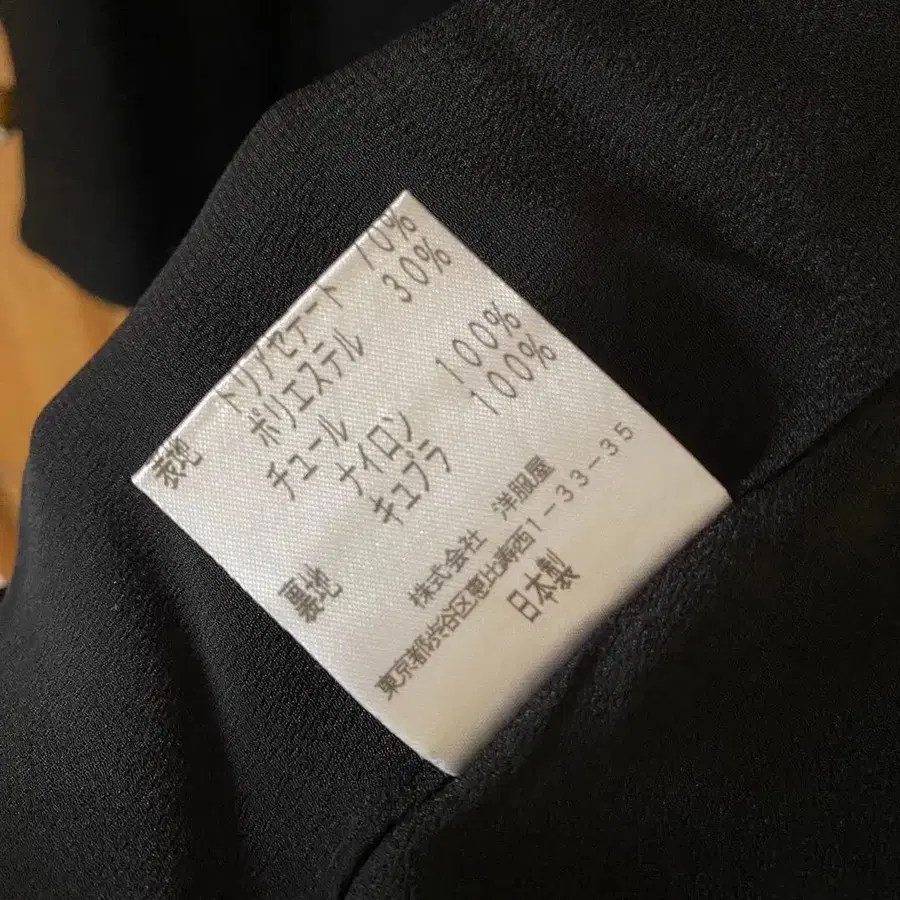 表地 トリアセテート 70%
ポリエステル 30%
チュール
ナイロン 100%
裏地 キュプラ 100%
株式会社 洋服屋
東京都渋谷区恵比寿西1-33-35
日本製